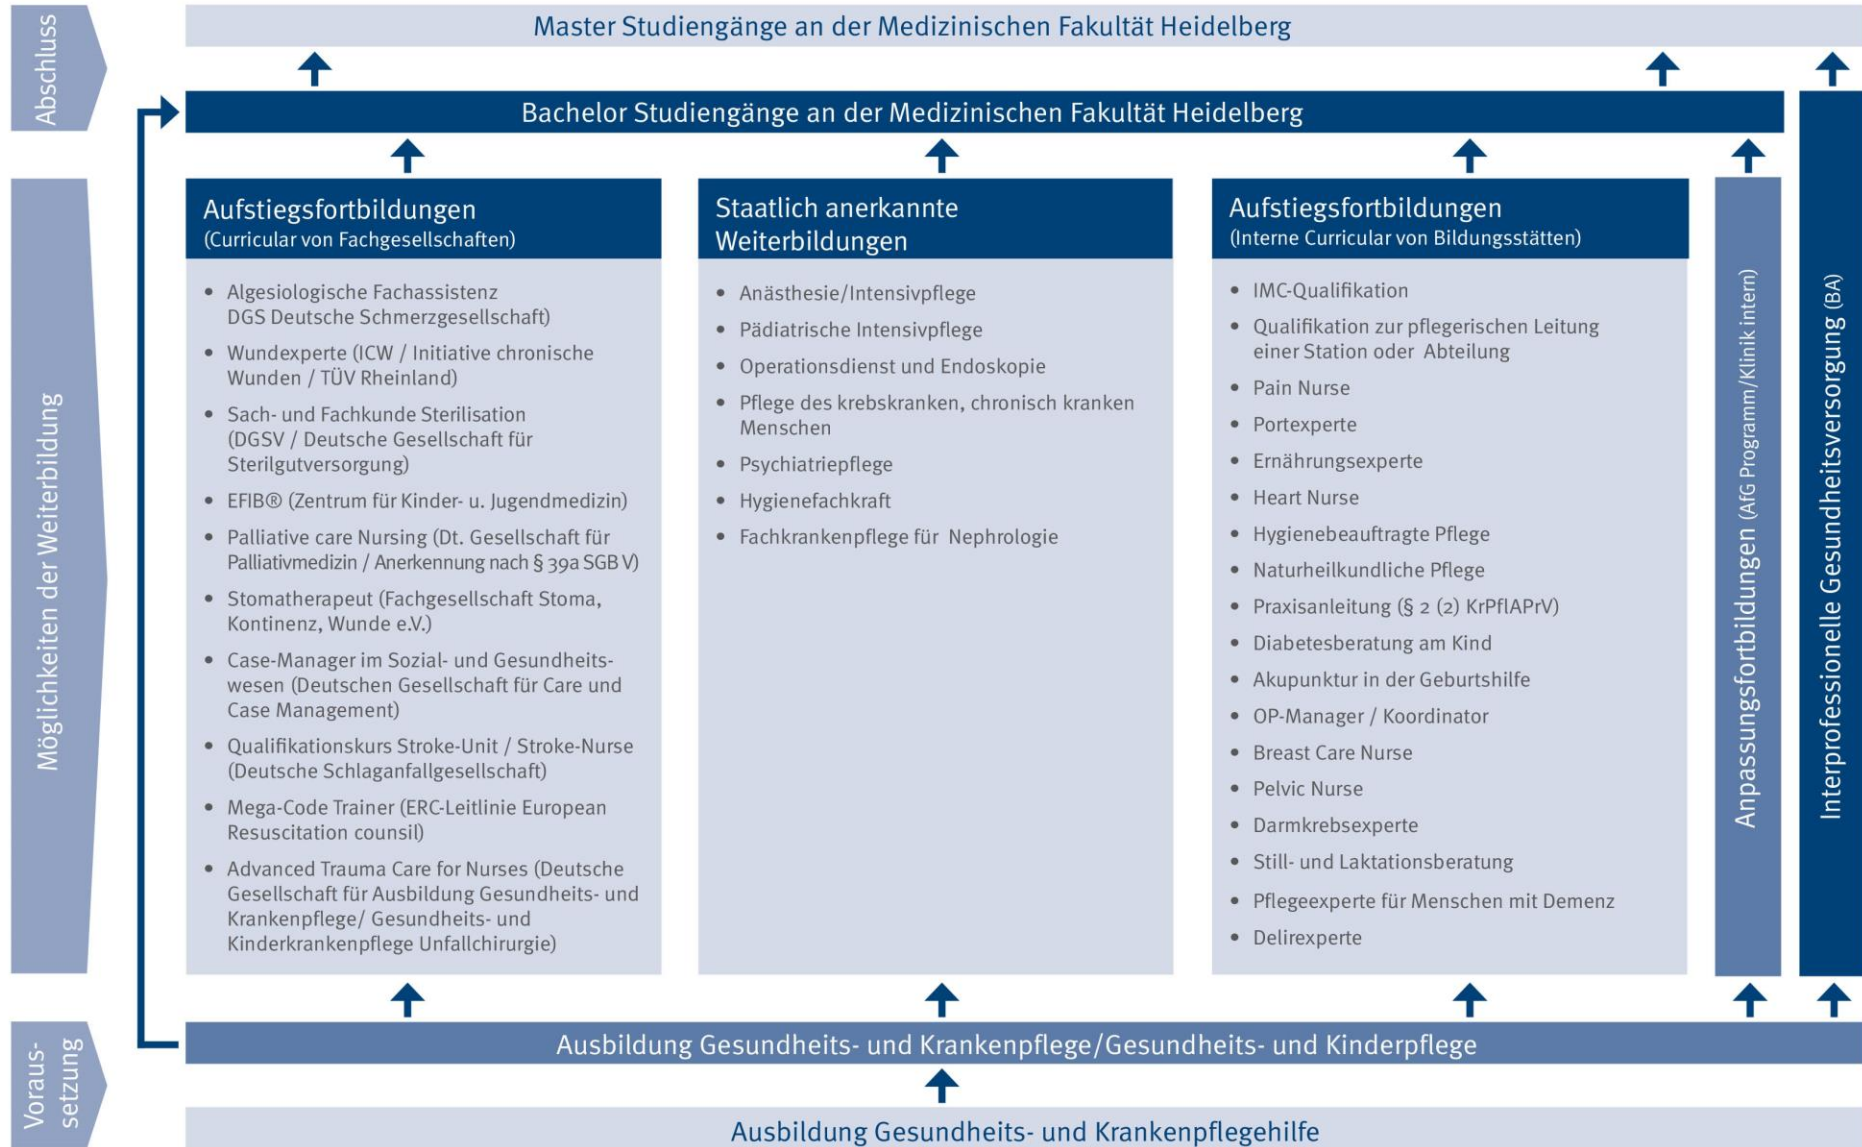 Abschluss
Master Studiengänge an der Medizinischen Fakultät Heidelberg
Bachelor Studiengänge an der Medizinischen Fakultät Heidelberg
Möglichkeiten der Weiterbildung
Aufstiegsfortbildungen
(Curricular von Fachgesellschaften)
• Algesiologische Fachassistenz
DGS Deutsche Schmerzgesellschaft)
• Wundexperte (ICW / Initiative chronische
Wunden / TÜV Rheinland)
• Sach- und Fachkunde Sterilisation
(DGSV / Deutsche Gesellschaft für
Sterilgutversorgung)
• EFIB® (Zentrum für Kinder- u. Jugendmedizin)
• Palliative care Nursing (Dt. Gesellschaft für
Palliativmedizin / Anerkennung nach § 39a SGB V)
• Stomatherapeut (Fachgesellschaft Stoma,
Kontinenz, Wunde e.V.)
• Case-Manager im Sozial- und Gesundheits-
wesen (Deutschen Gesellschaft für Care und
Case Management)
• Qualifikationskurs Stroke-Unit / Stroke-Nurse
(Deutsche Schlaganfallgesellschaft)
• Mega-Code Trainer (ERC-Leitlinie European
Resuscitation counsil)
• Advanced Trauma Care for Nurses (Deutsche
Gesellschaft für Ausbildung Gesundheits- und
Krankenpflege/ Gesundheits- und
Kinderkrankenpflege Unfallchirurgie)
Staatlich anerkannte
Weiterbildungen
• Anästhesie/Intensivpflege
• Pädiatrische Intensivpflege
• Operationsdienst und Endoskopie
• Pflege des krebskranken, chronisch kranken
Menschen
• Psychiatriepflege
• Hygienefachkraft
• Fachkrankenpflege für Nephrologie
Aufstiegsfortbildungen
(Interne Curricular von Bildungsstätten)
• IMC-Qualifikation
• Qualifikation zur pflegerischen Leitung
einer Station oder Abteilung
• Pain Nurse
• Portexperte
• Ernährungsexperte
• Heart Nurse
• Hygienebeauftragte Pflege
• Naturheilkundliche Pflege
• Praxisanleitung (§ 2 (2) KrPflAPrV)
• Diabetesberatung am Kind
• Akupunktur in der Geburtshilfe
• OP-Manager / Koordinator
• Breast Care Nurse
• Pelvic Nurse
• Darmkrebsexperte
• Still- und Laktationsberatung
• Pflegeexperte für Menschen mit Demenz
• Delirexperte
Anpassungsfortbildungen (AfG Programm/Klinik intern)
Interprofessionelle Gesundheitsversorgung (BA)
Voraus-
setzung
Ausbildung Gesundheits- und Krankenpflege/Gesundheits- und Kinderpflege
Ausbildung Gesundheits- und Krankenpflegehilfe